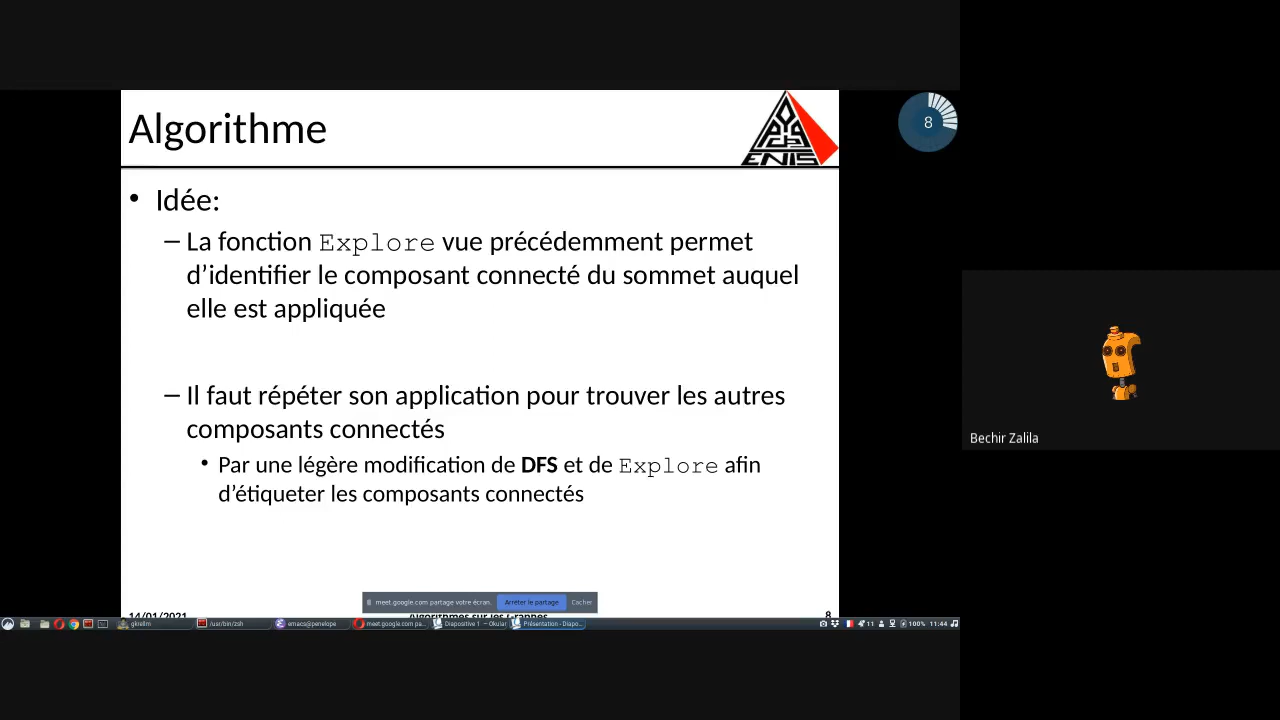 Algorithme
ENIS
8
• Idée:
– La fonction Explore vue précédemment permet
d’identifier le composant connecté du sommet auquel
elle est appliquée
– Il faut répéter son application pour trouver les autres
composants connectés
• Par une légère modification de DFS et de Explore afin
d’étiqueter les composants connectés
Bechir Zalila
meet.google.com partage votre écran. Arrêter le partage Cacher
14/01/2021 Algorithmes sur les Graphes 8
gkrellm /usr/bin/zsh emacs@penelope meet.google.com pa... Diapositive 1 — Okular Présentation - Diapo... 11 100% 11:44